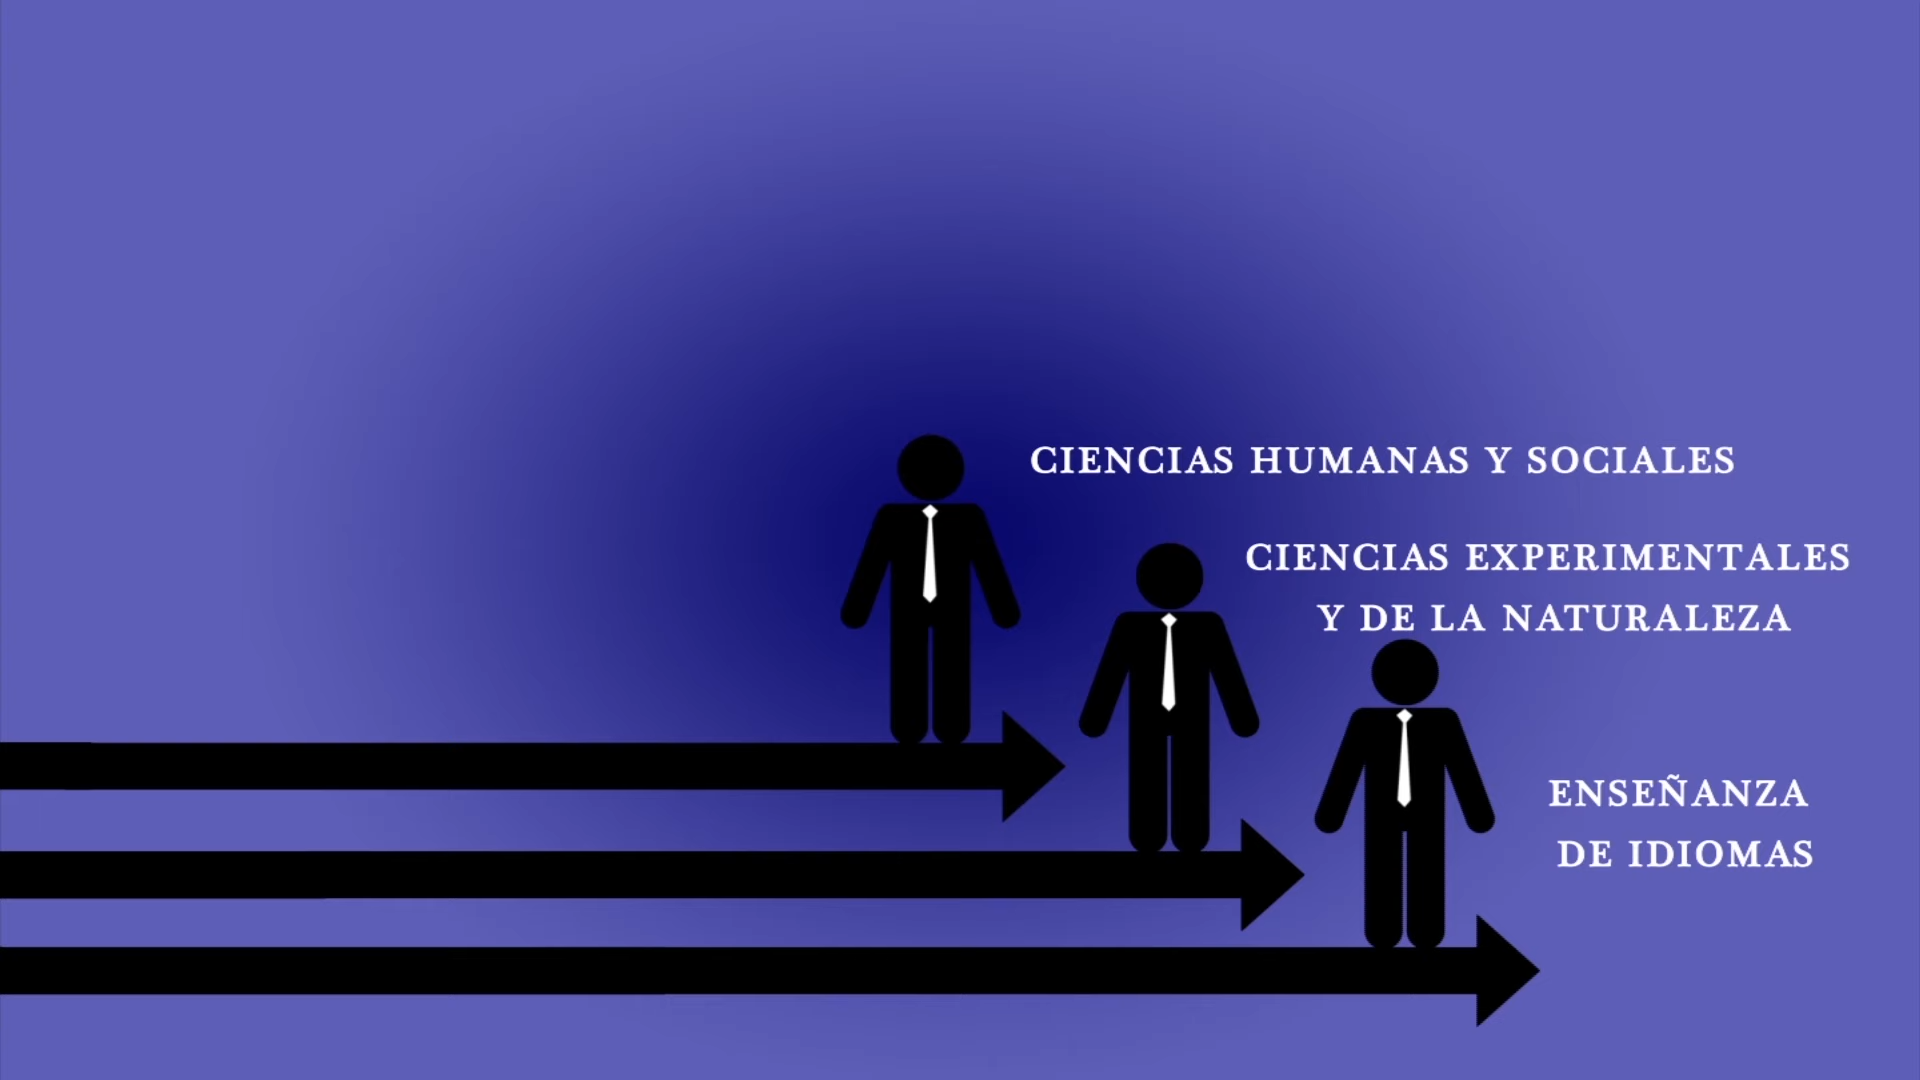 CIENCIAS HUMANAS Y SOCIALES
CIENCIAS EXPERIMENTALES
Y DE LA NATURALEZA
ENSEÑANZA
DE IDIOMAS